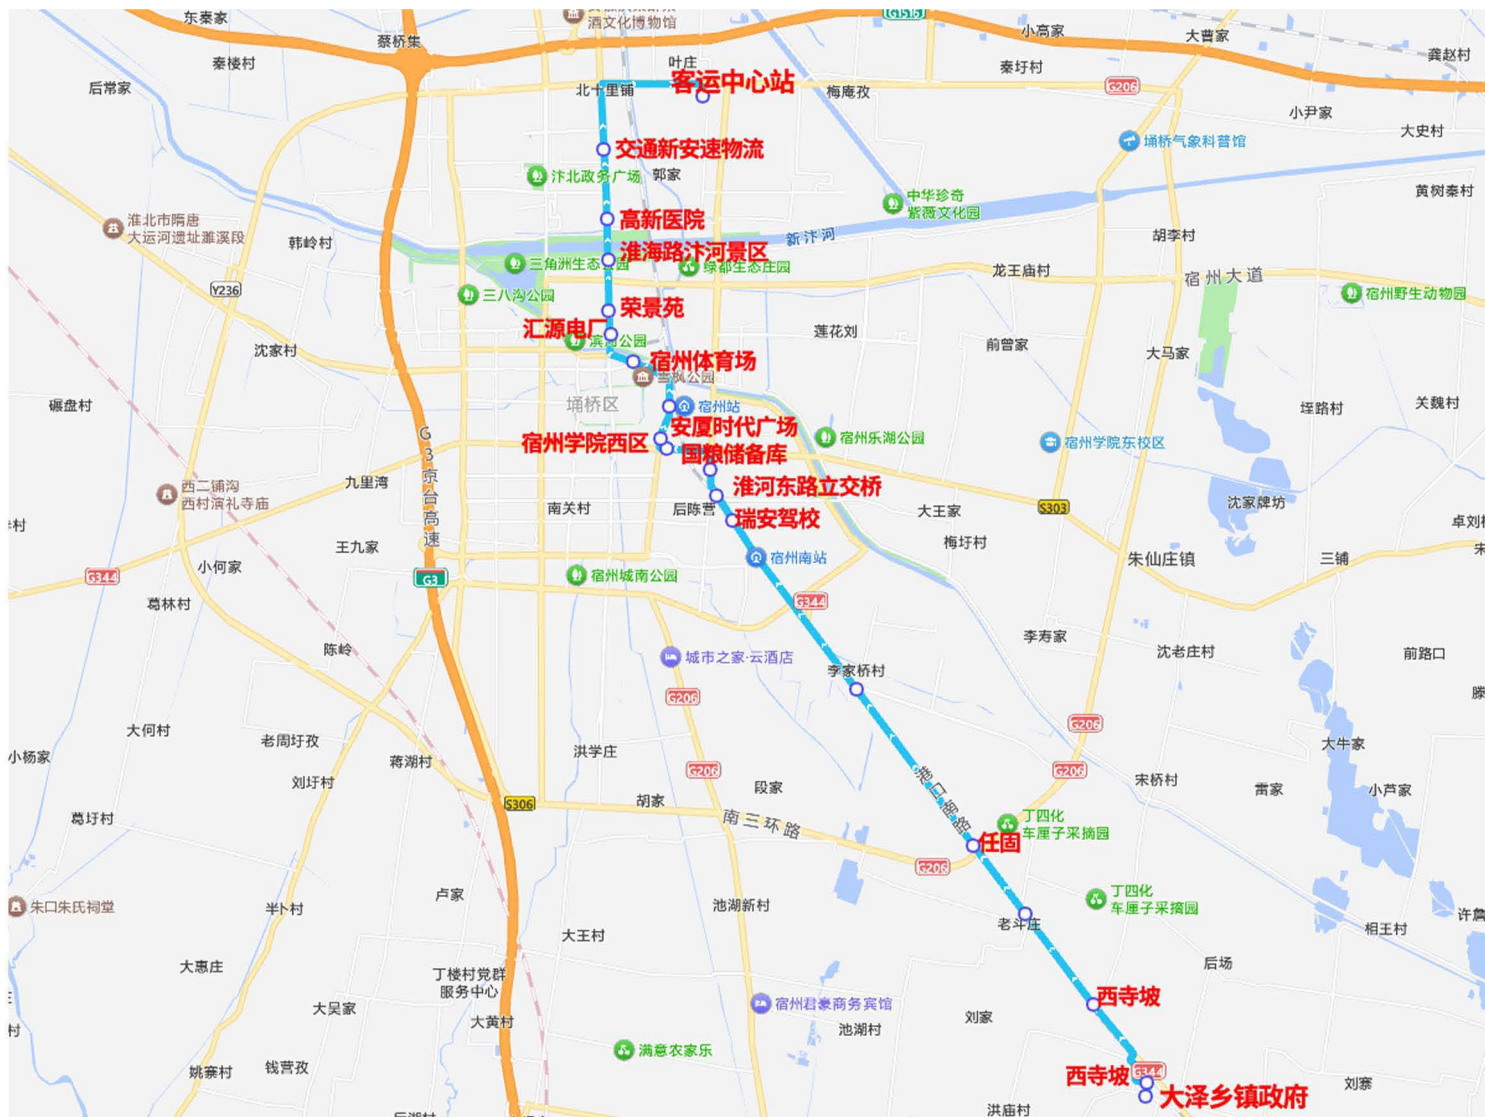 东秦家
酒文化博物馆
G1516
小高家
大曹家
龚赵村
蔡桥集
秦楼村
叶庄
秦圩村
后常家
北十里铺
客运中心站
梅庵孜
G206
小尹家
大史村
交通新安速物流
埇桥气象科普馆
汴北政务广场
郭家
中华珍奇
紫薇文化园
黄树秦村
淮北市隋唐
大运河遗址濉溪段
韩岭村
高新医院
新汴河
胡李村
淮海路汴河景区
三角洲生态公园
绿都生态庄园
龙王庙村
宿州大道
Y236
三八沟公园
宿州野生动物园
荣景苑
汇源电厂
滨河公园
莲花刘
前曾家
大马家
沈家村
宿州体育场
雪枫公园
碾盘村
埇桥区
宿州站
垤路村
关魏村
安厦时代广场
宿州学院西区
国粮储备库
宿州乐湖公园
宿州学院东校区
G3京台高速
九里湾
西二铺沟
西村演礼寺庙
淮河东路立交桥
南关村
后陈营
瑞安驾校
大王家
S303
沈家牌坊
卓刘
王九家
宿州南站
梅圩村
朱仙庄镇
三铺
小何家
G344
G3
宿州城南公园
葛林村
G344
陈岭
城市之家·云酒店
李寿家
沈老庄村
前路口
李家桥村
G206
滕
大何村
老周圩孜
G206
小杨家
蒋湖村
洪学庄
大牛家
刘圩村
G206
G206
段家
宋桥村
雷家
小芦家
港口南路
S306
胡家
葛圩村
南三环路
丁四化
车厘子采摘园
任固
G206
卢家
丁四化
车厘子采摘园
朱口朱氏祠堂
半卜村
池湖新村
老斗庄
相王村
许詹
大王村
大惠庄
丁楼村党群
服务中心
后场
大吴家
大黄村
宿州君豪商务宾馆
池湖村
刘家
西寺坡
满意农家乐
钱营孜
姚寨村
西寺坡
G344
刘寨
大泽乡镇政府
洪庙村
后湖村